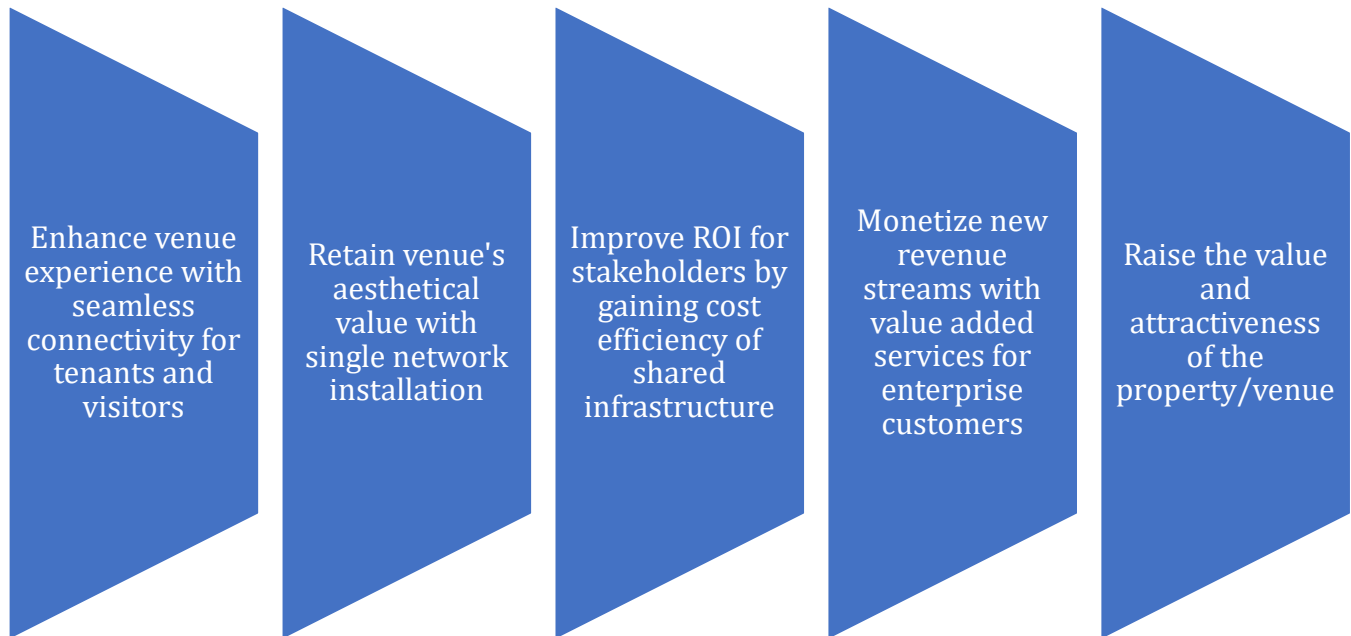 Enhance venue
experience with
seamless
connectivity for
tenants and
visitors
Retain venue's
aesthetical
value with
single network
installation
Improve ROI for
stakeholders by
gaining cost
efficiency of
shared
infrastructure
Monetize new
revenue
streams with
value added
services for
enterprise
customers
Raise the value
and
attractiveness
of the
property/venue